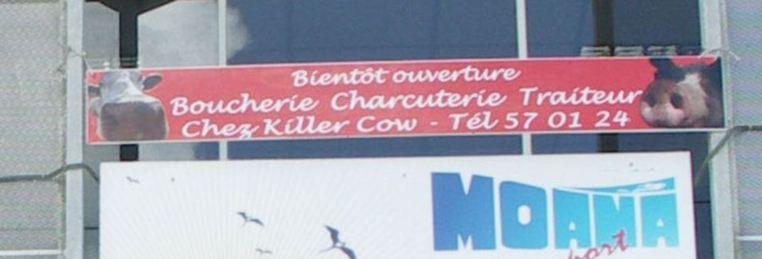 Bientôt ouverture
Boucherie Charcuterie Traiteur
Chez Killer Cow - Tél 57 01 24
MOANA